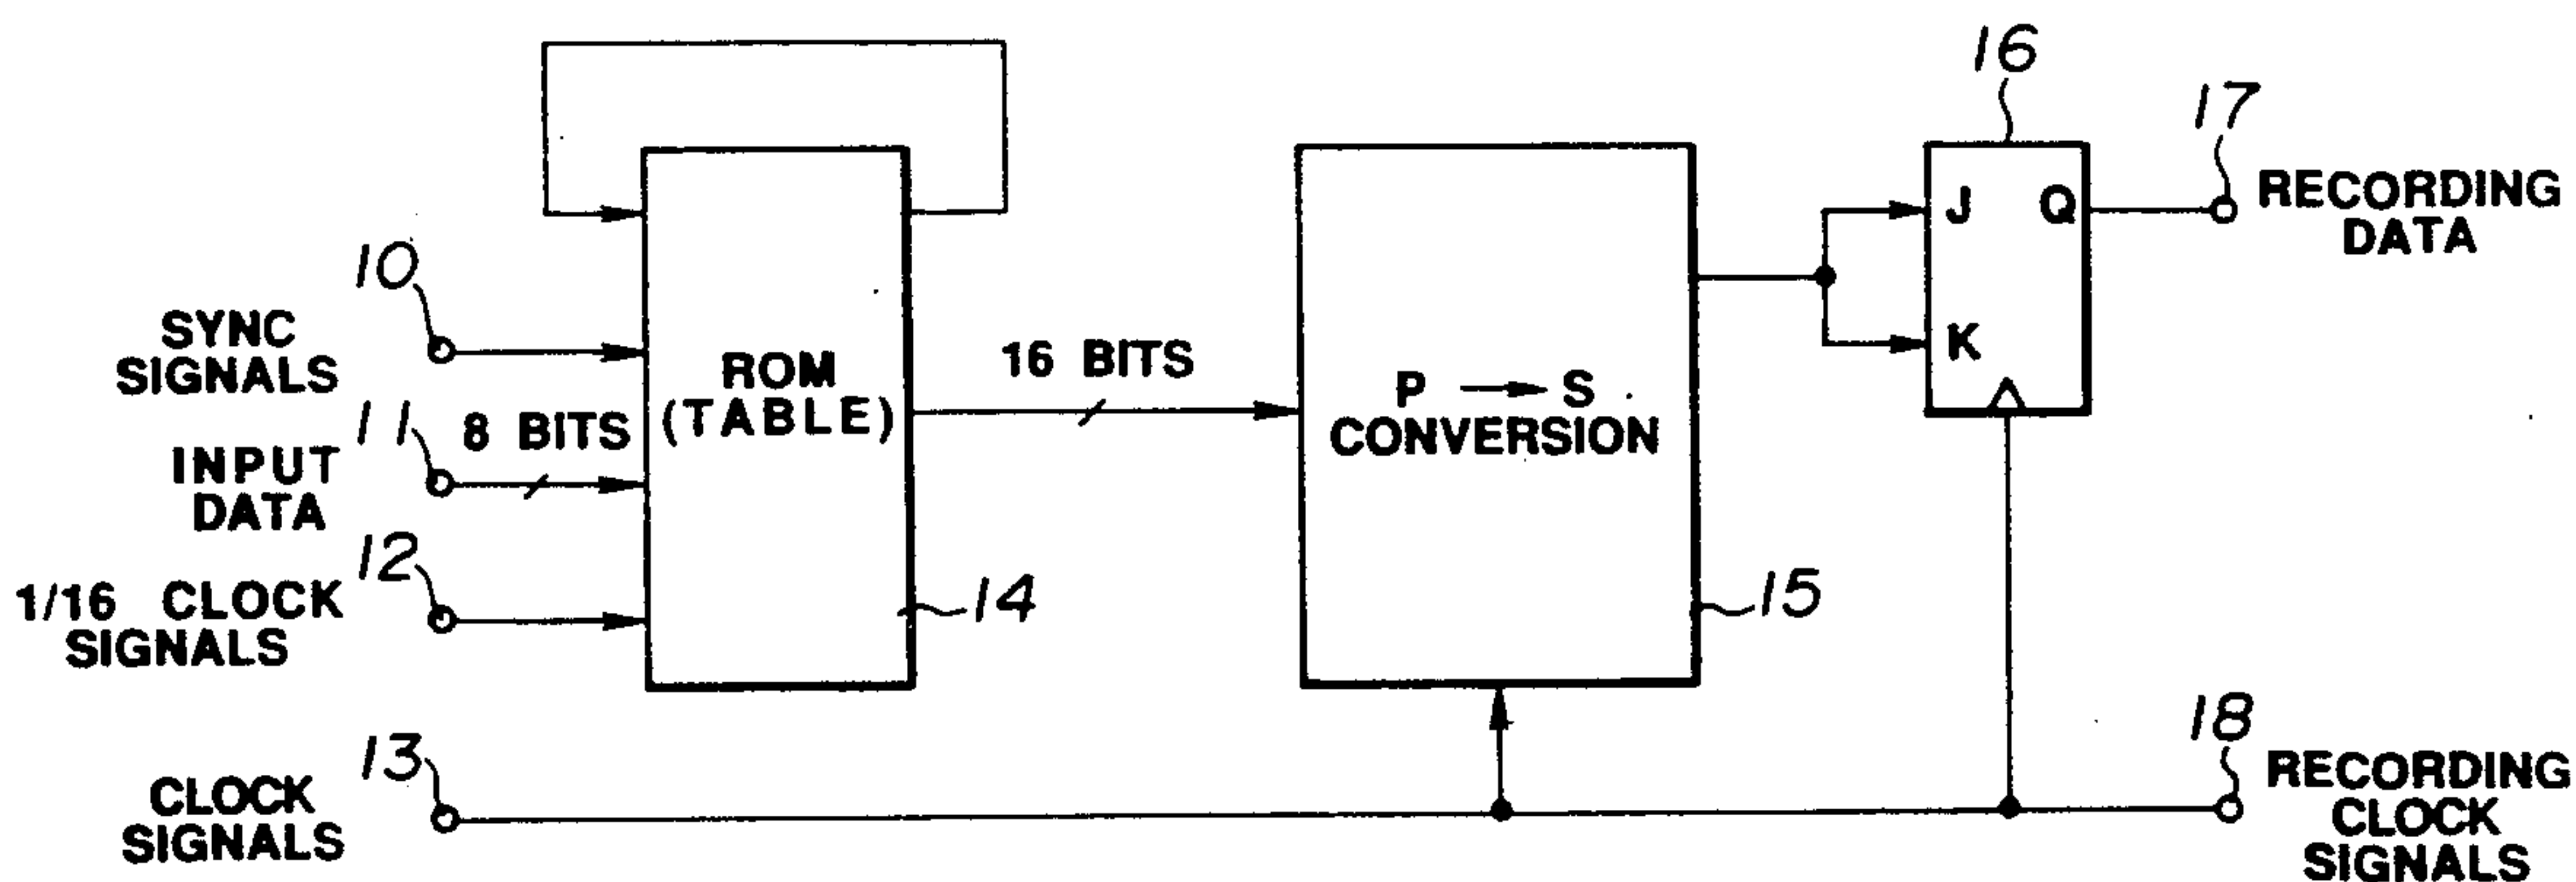 16
17
J Q
RECORDING
DATA
10
SYNC
SIGNALS
ROM
(TABLE)
16 BITS
P → S
CONVERSION
K
11
8 BITS
INPUT
DATA
12
1/16 CLOCK
SIGNALS
14
15
13
CLOCK
SIGNALS
18
RECORDING
CLOCK
SIGNALS